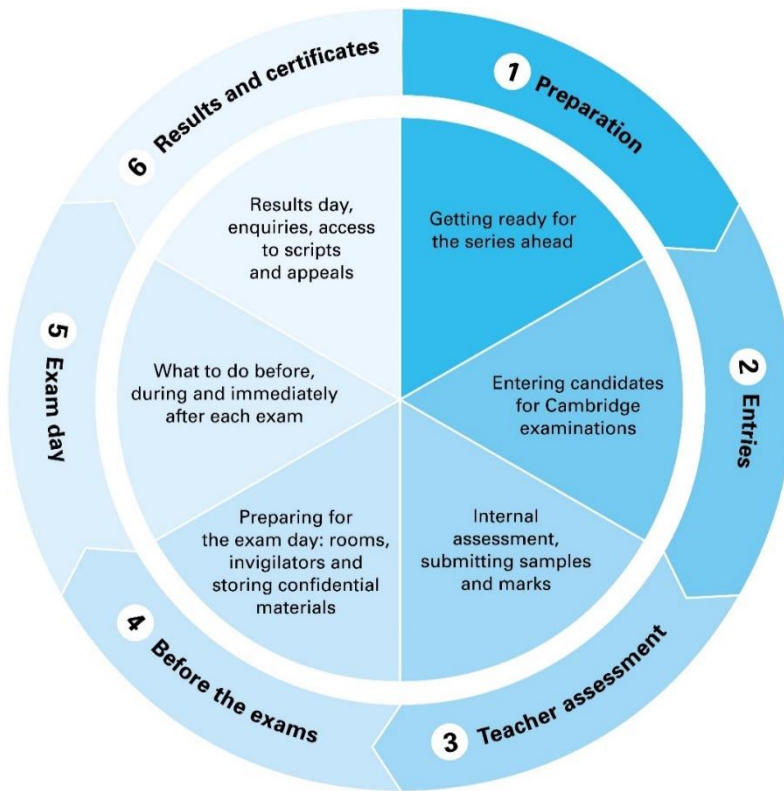 1 Preparation
Getting ready for
the series ahead
2 Entries
Entering candidates
for Cambridge
examinations
3 Teacher assessment
Internal
assessment,
submitting samples
and marks
4 Before the exams
Preparing for
the exam day: rooms,
invigilators and
storing confidential
materials
5 Exam day
What to do before,
during and immediately
after each exam
6 Results and certificates
Results day,
enquiries, access
to scripts
and appeals